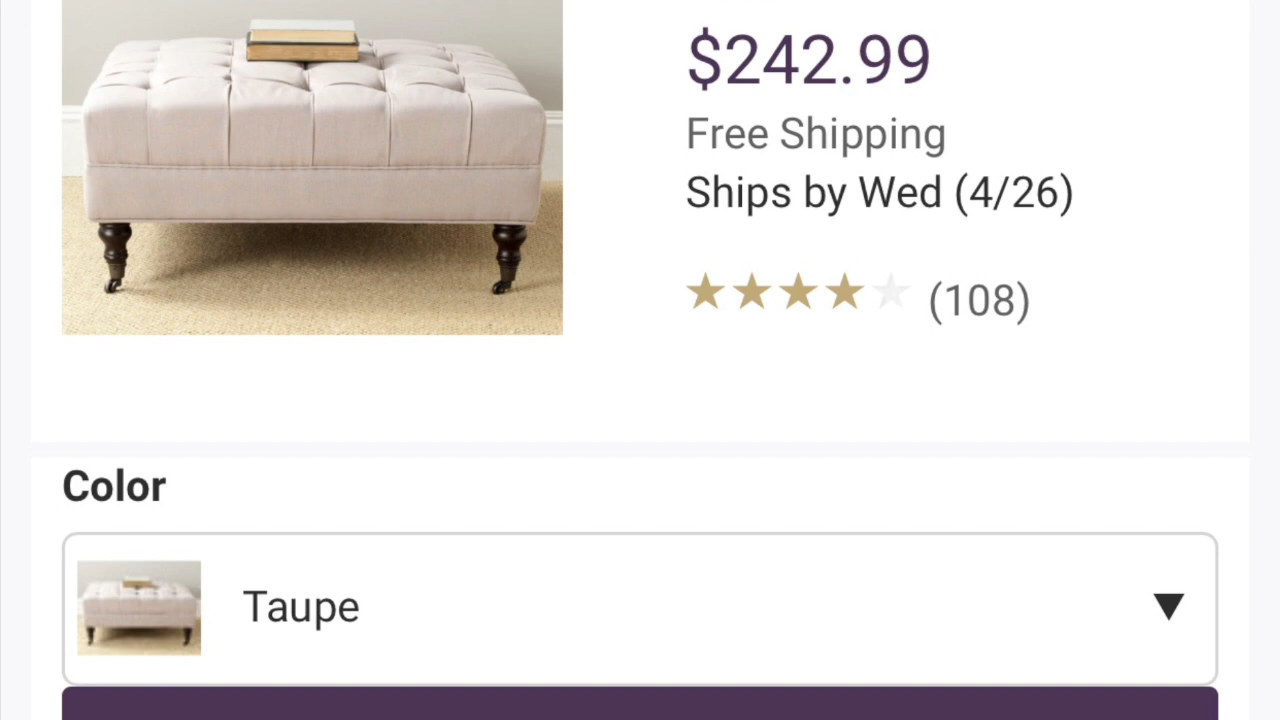 $242.99
Free Shipping
Ships by Wed (4/26)
(108)
Color
Taupe